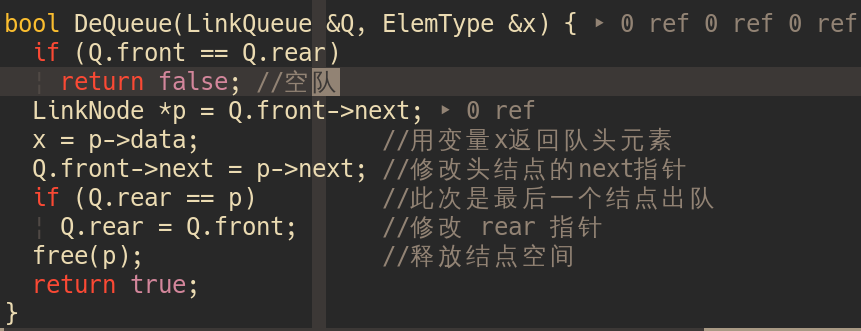 bool DeQueue(LinkQueue &Q, ElemType &x) { ‣ 0 ref 0 ref 0 ref
if (Q.front == Q.rear)
return false; //空队
LinkNode *p = Q.front->next; ‣ 0 ref
x = p->data; //用变量x返回队头元素
Q.front->next = p->next; //修改头结点的next指针
if (Q.rear == p) //此次是最后一个结点出队
Q.rear = Q.front; //修改 rear 指针
free(p); //释放结点空间
return true;
}